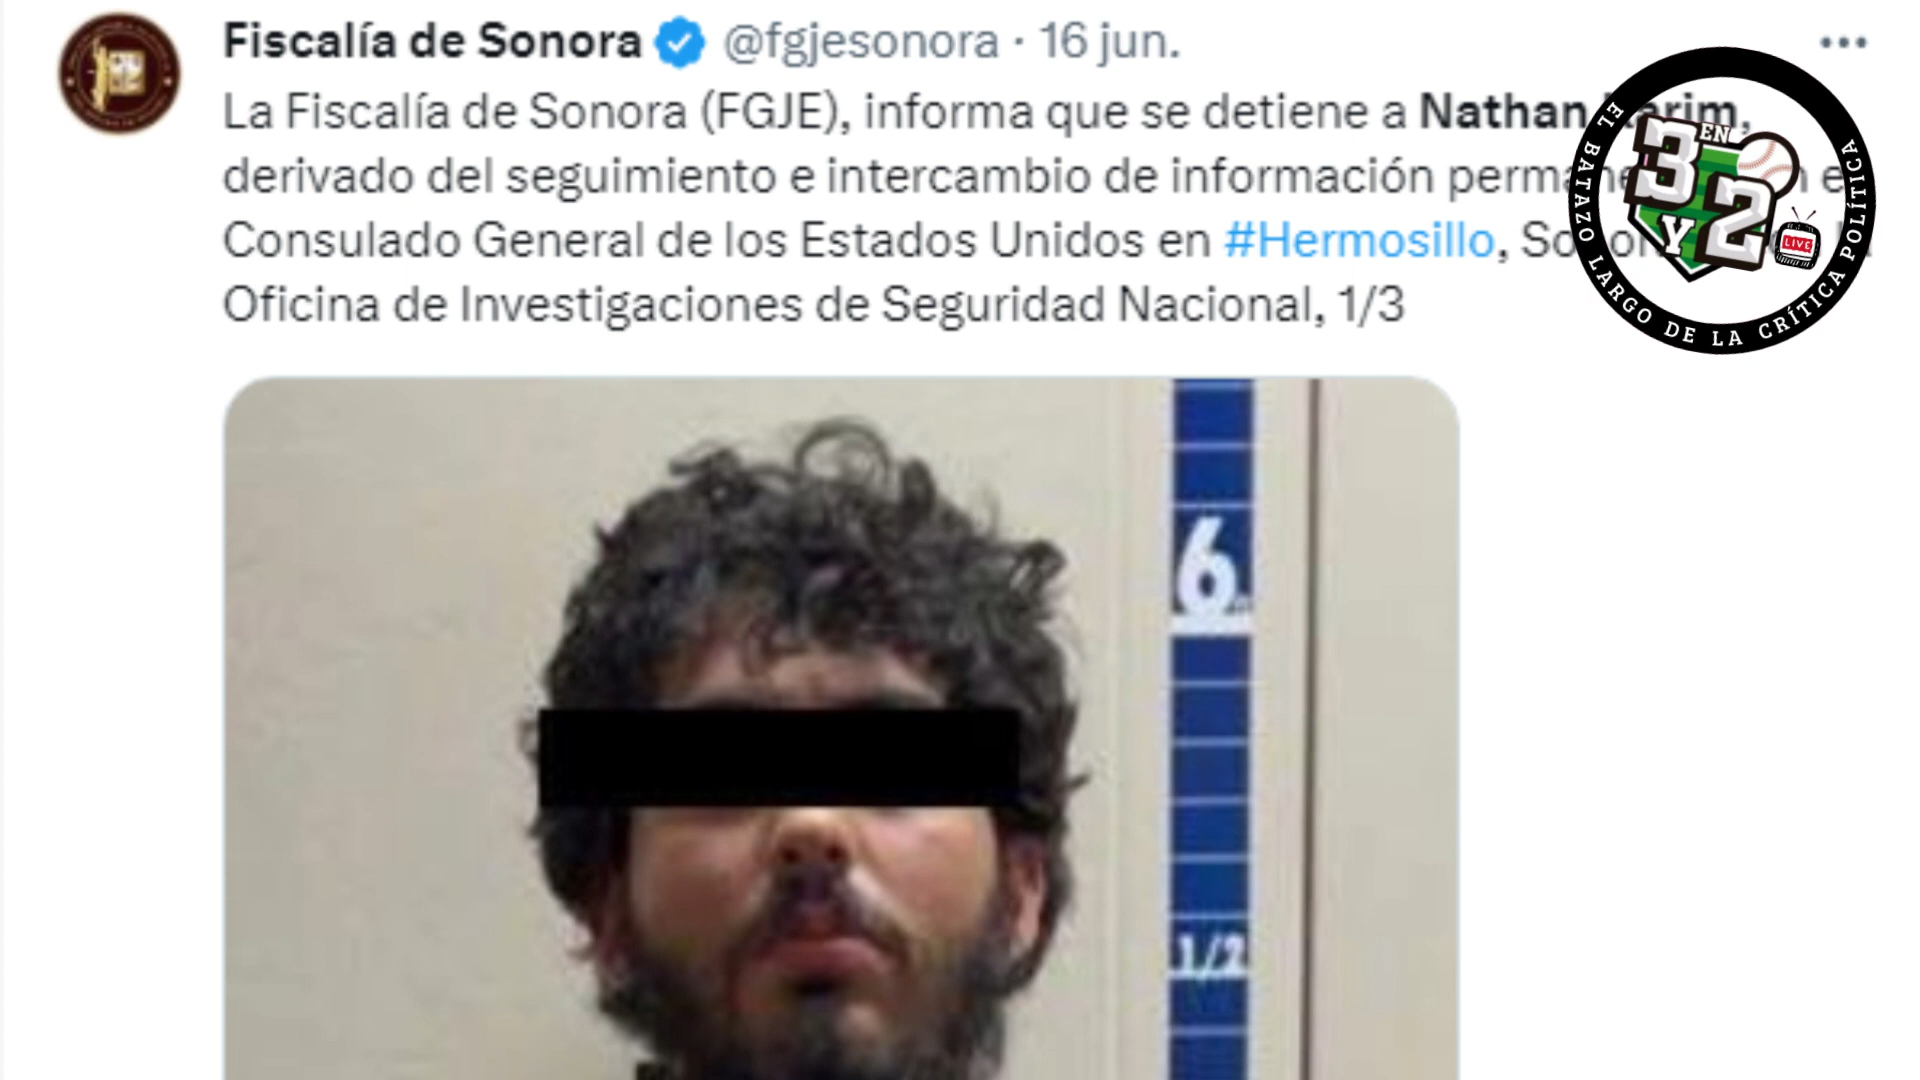 Fiscalía de Sonora @fgjesonora · 16 jun.
La Fiscalía de Sonora (FGJE), informa que se detiene a Nathan
derivado del seguimiento e intercambio de información
Consulado General de los Estados Unidos en #Hermosillo,
Oficina de Investigaciones de Seguridad Nacional, 1/3
EL BATAZO LARGO DE LA CRÍTICA POLÍTICA
3 EN
Y 2
LIVE
6
1/2